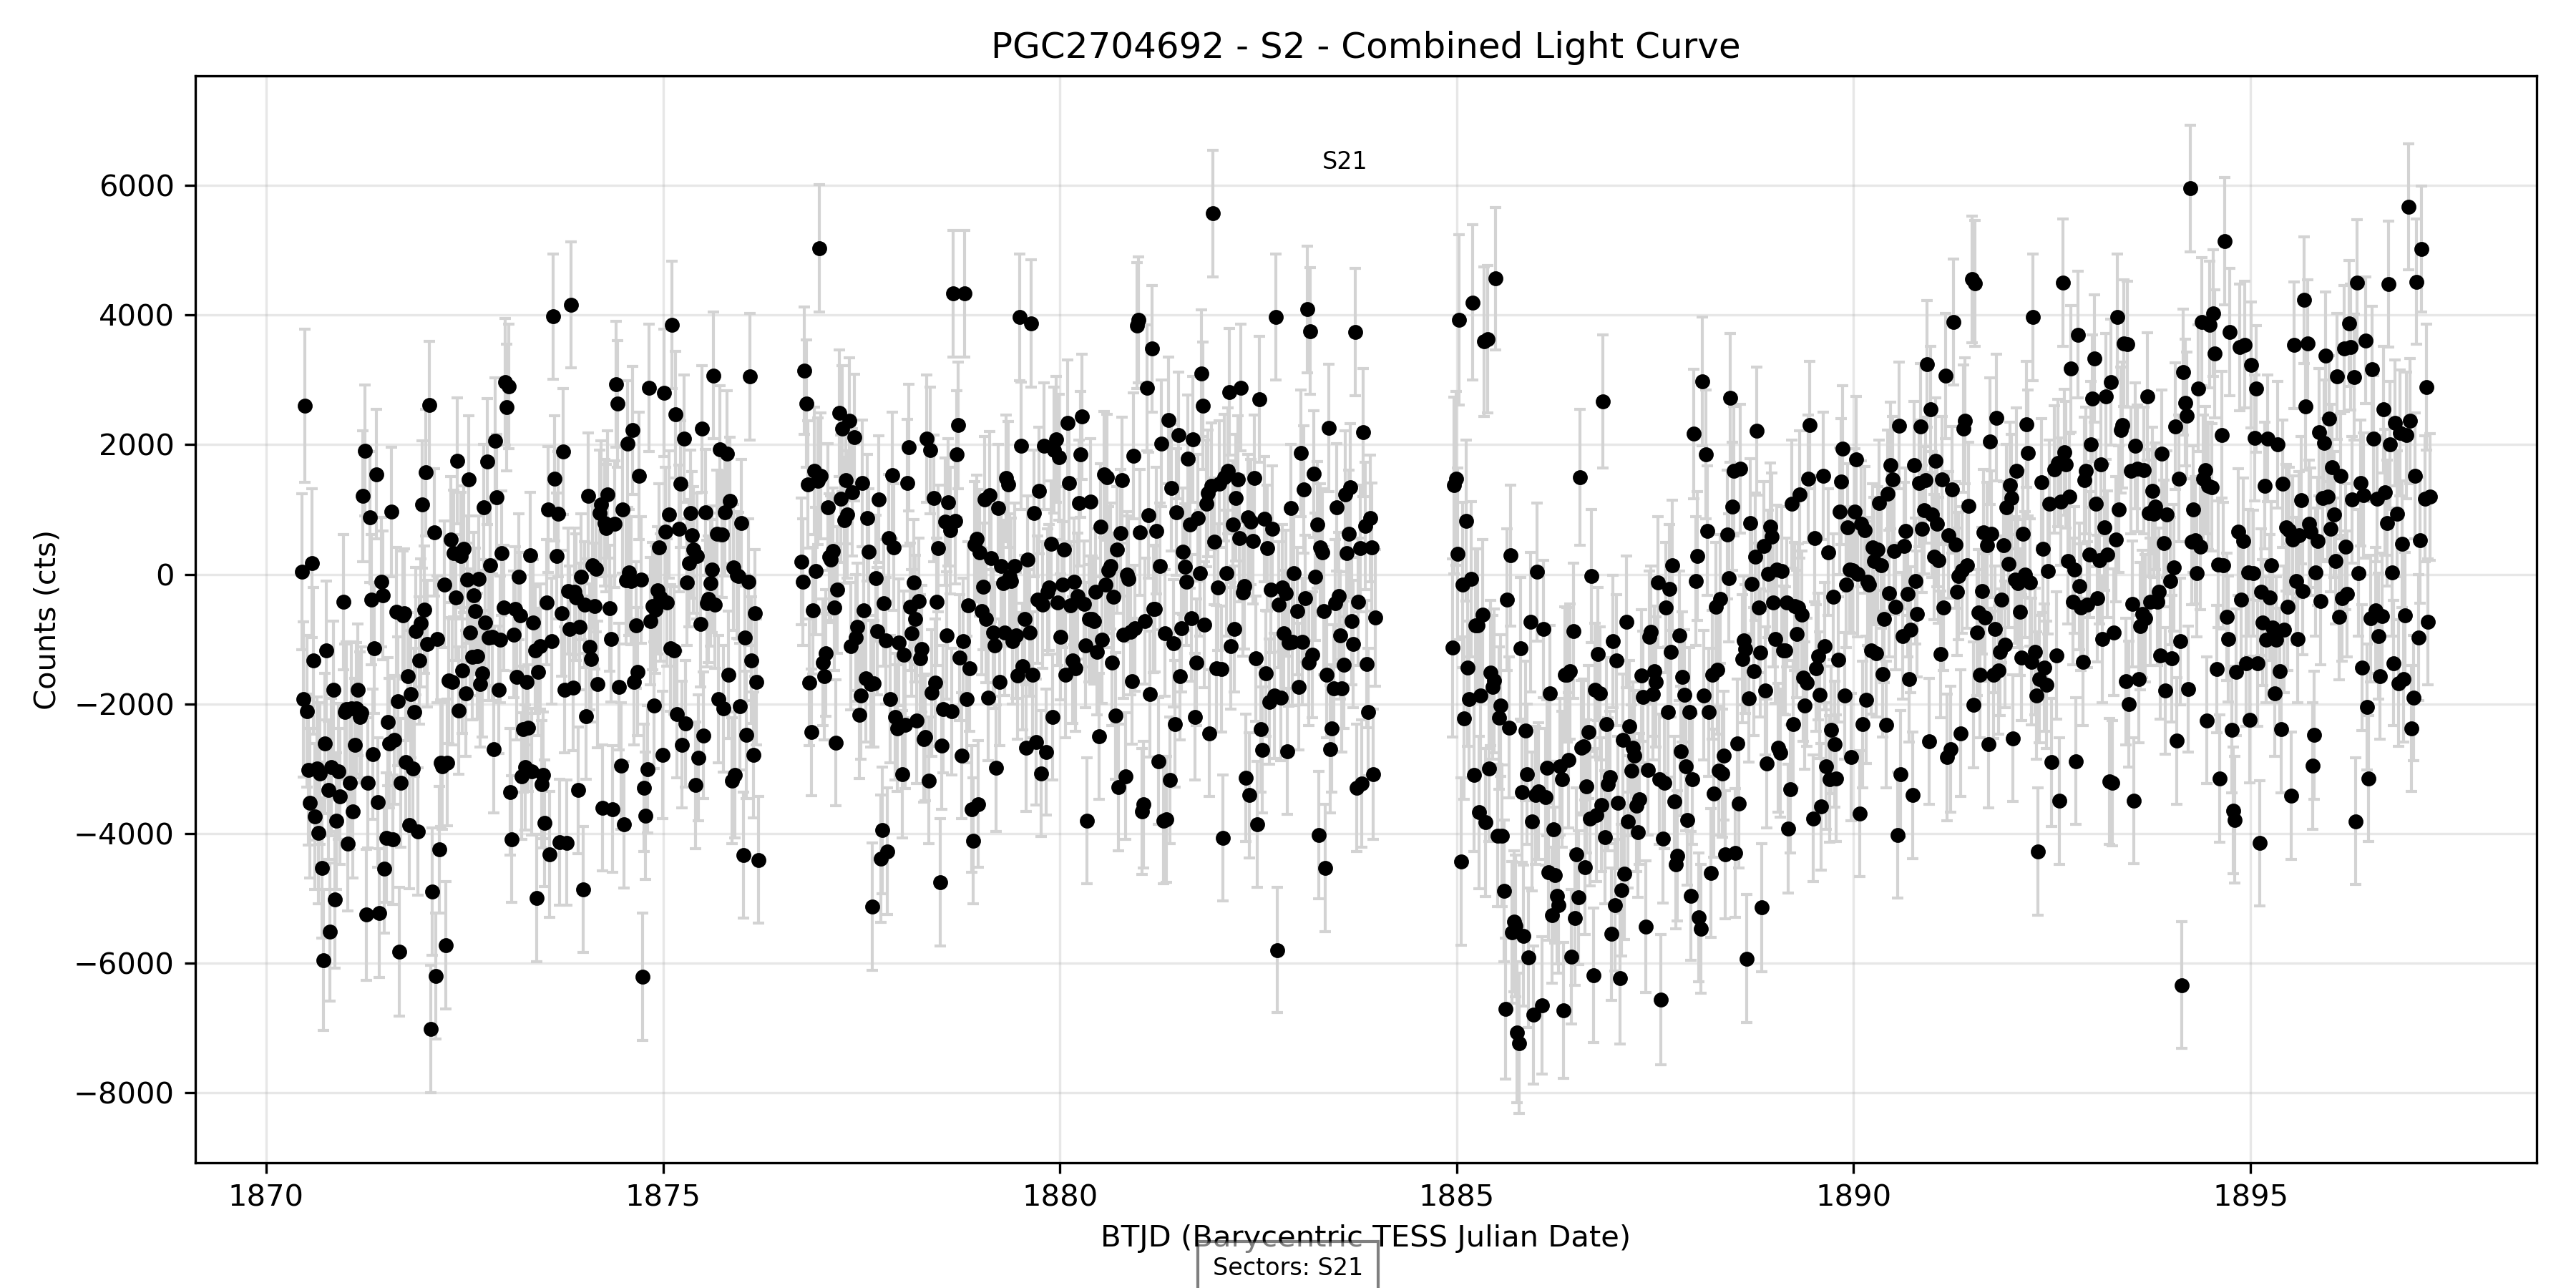 PGC2704692 - S2 - Combined Light Curve
S21
6000
4000
2000
0
−2000
−4000
−6000
−8000
Counts (cts)
1870 1875 1880 1885 1890 1895
BTJD (Barycentric TESS Julian Date)
Sectors: S21